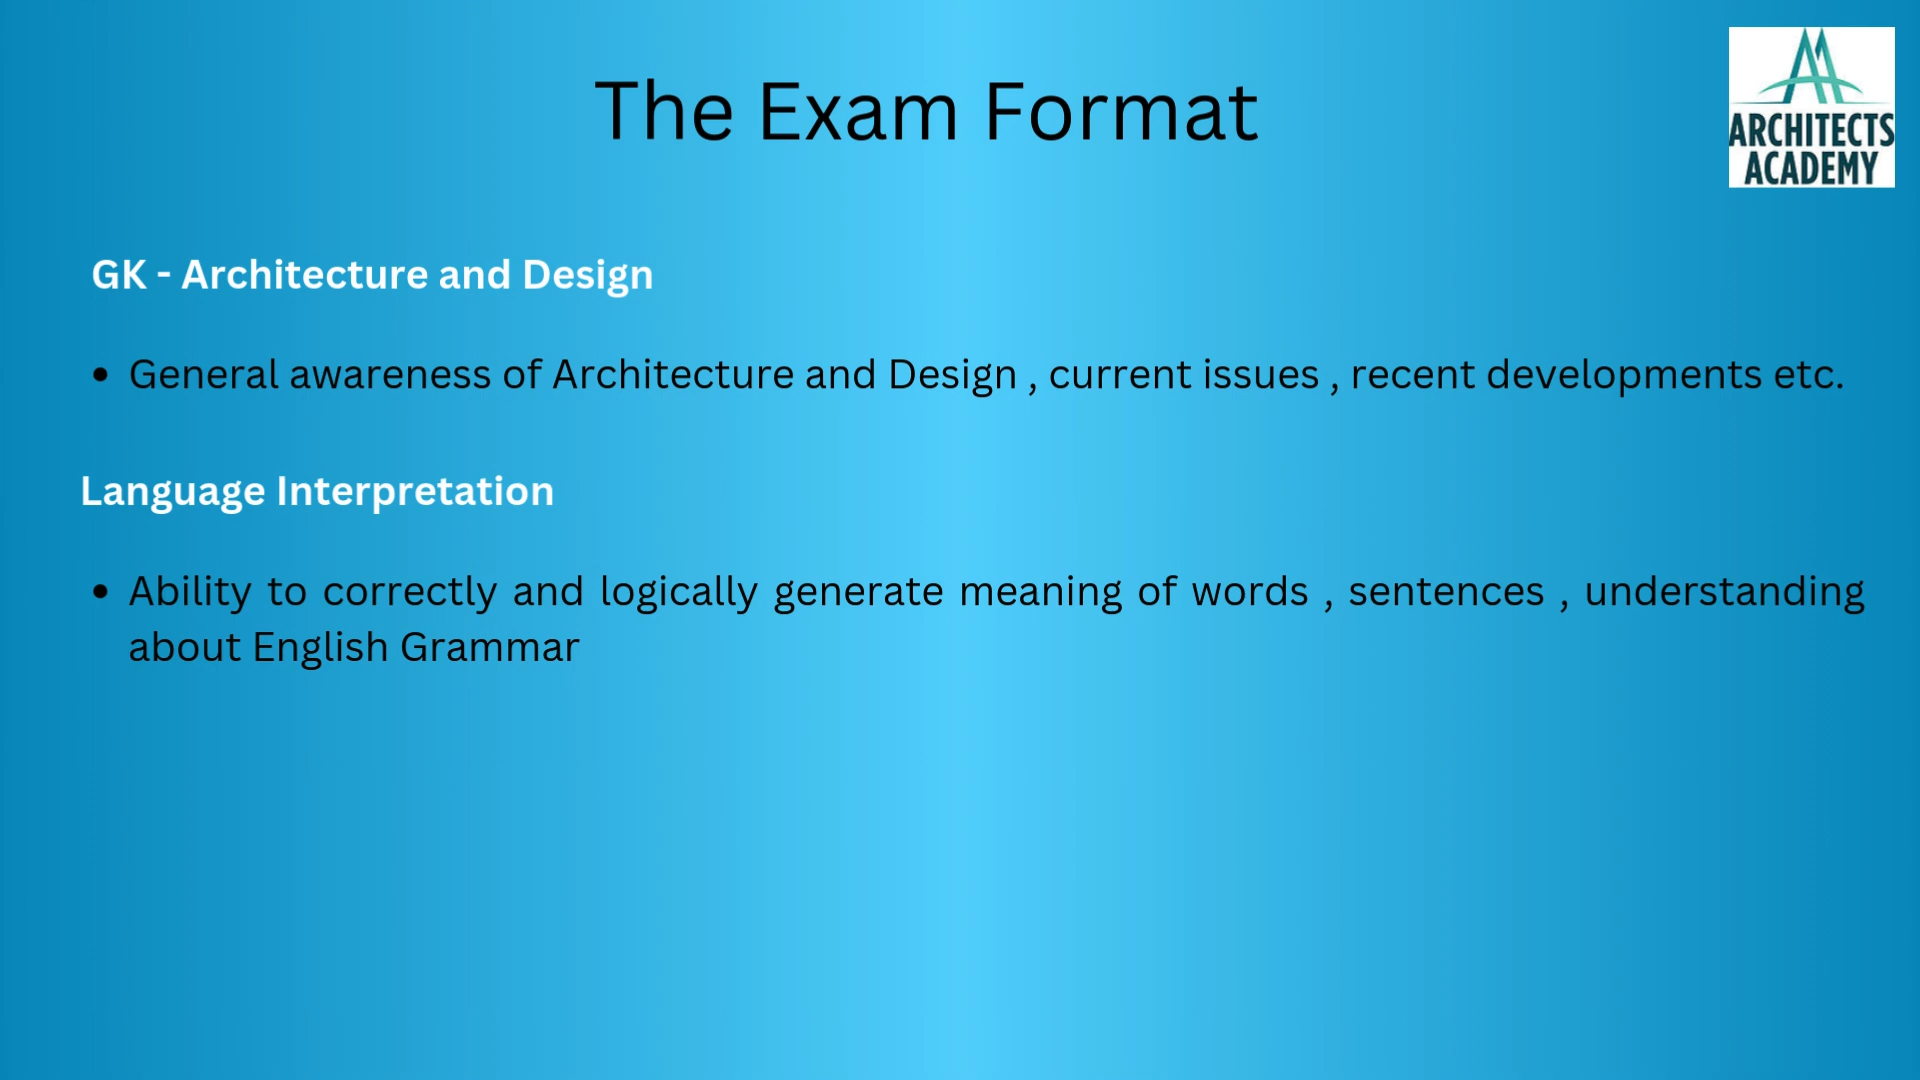 The Exam Format
ARCHITECTS
ACADEMY
GK - Architecture and Design
• General awareness of Architecture and Design , current issues , recent developments etc.
Language Interpretation
• Ability to correctly and logically generate meaning of words , sentences , understanding
about English Grammar